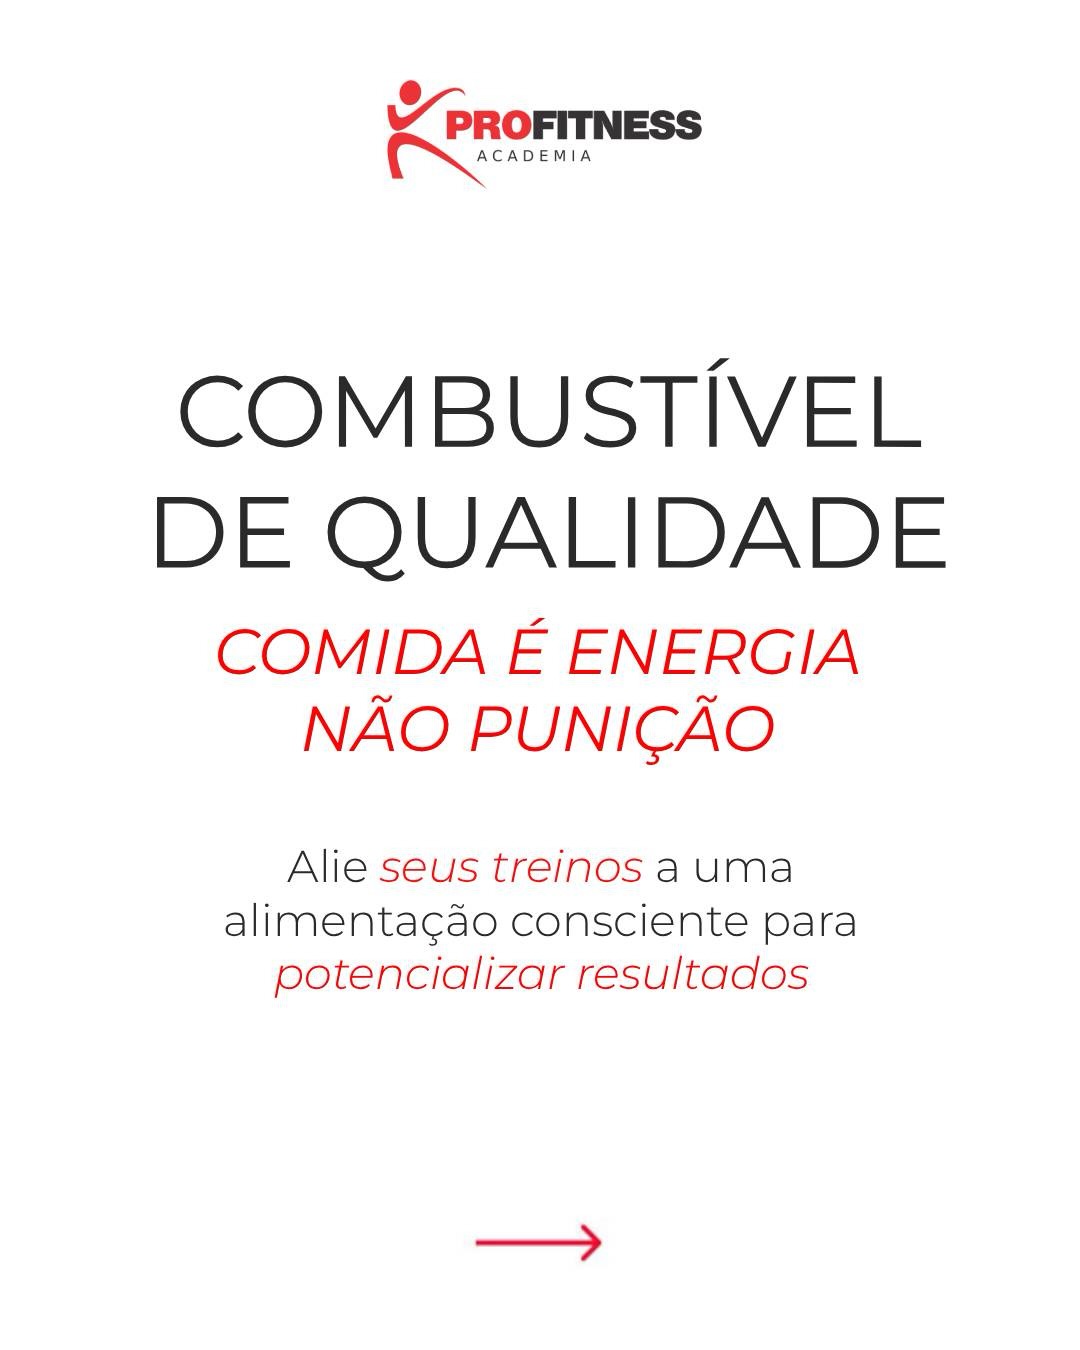 PROFITNESS
ACADEMIA
COMBUSTÍVEL
DE QUALIDADE
COMIDA É ENERGIA
NÃO PUNIÇÃO
Alie seus treinos a uma
alimentação consciente para
potencializar resultados